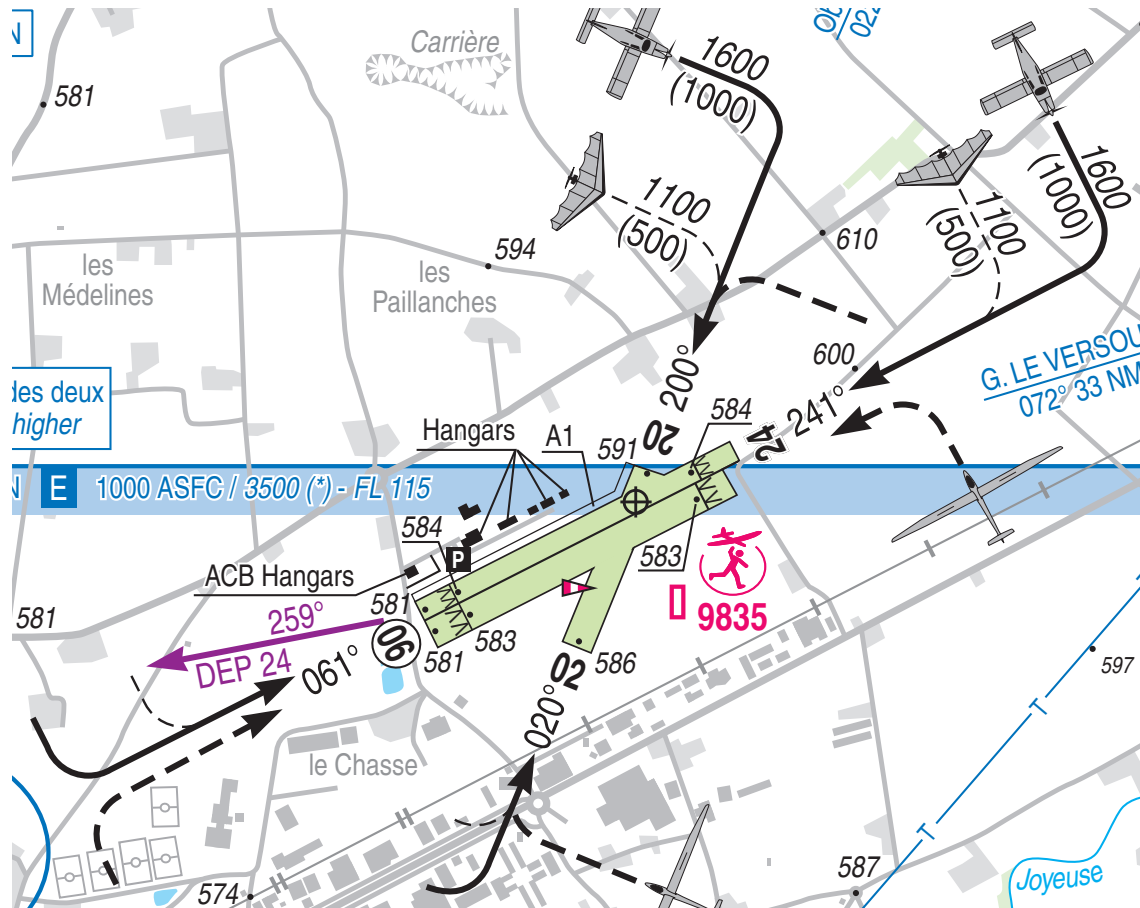 N
Carrière
1600
(1000)
581
1600
(1000)
1100
(500)
1100
(500)
610
594
les
Médelines
les
Paillanches
600
G. LE VERSOU
072° 33 NM
des deux
higher
200°
241°
20
24
584
Hangars
A1
591
N E 1000 ASFC / 3500 (*) - FL 115
584
P
583
ACB Hangars
581
9835
581
259°
06
583
581
02
586
DEP 24
061°
020°
597
le Chasse
T
T
574
587
Joyeuse